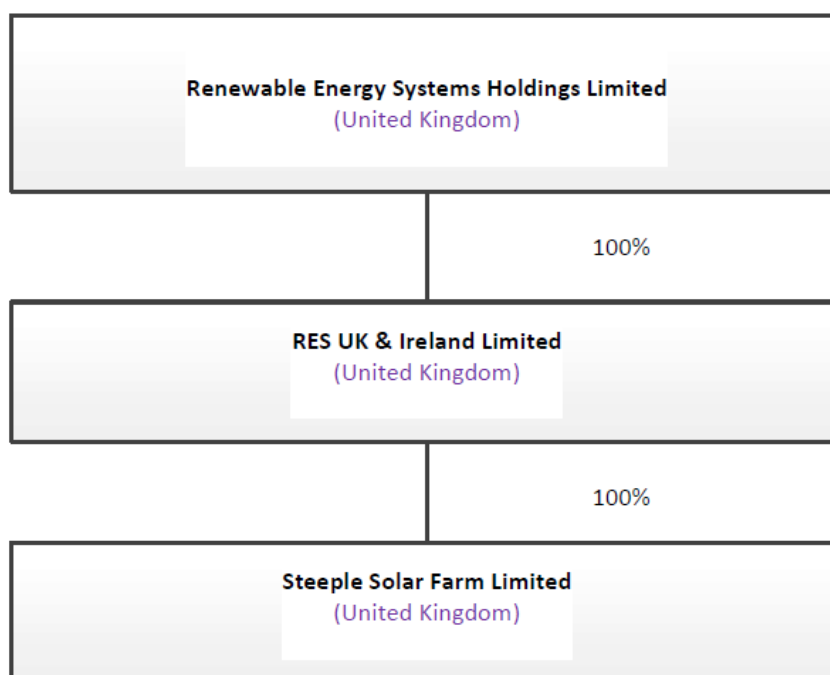 Renewable Energy Systems Holdings Limited
(United Kingdom)
100%
RES UK & Ireland Limited
(United Kingdom)
100%
Steeple Solar Farm Limited
(United Kingdom)